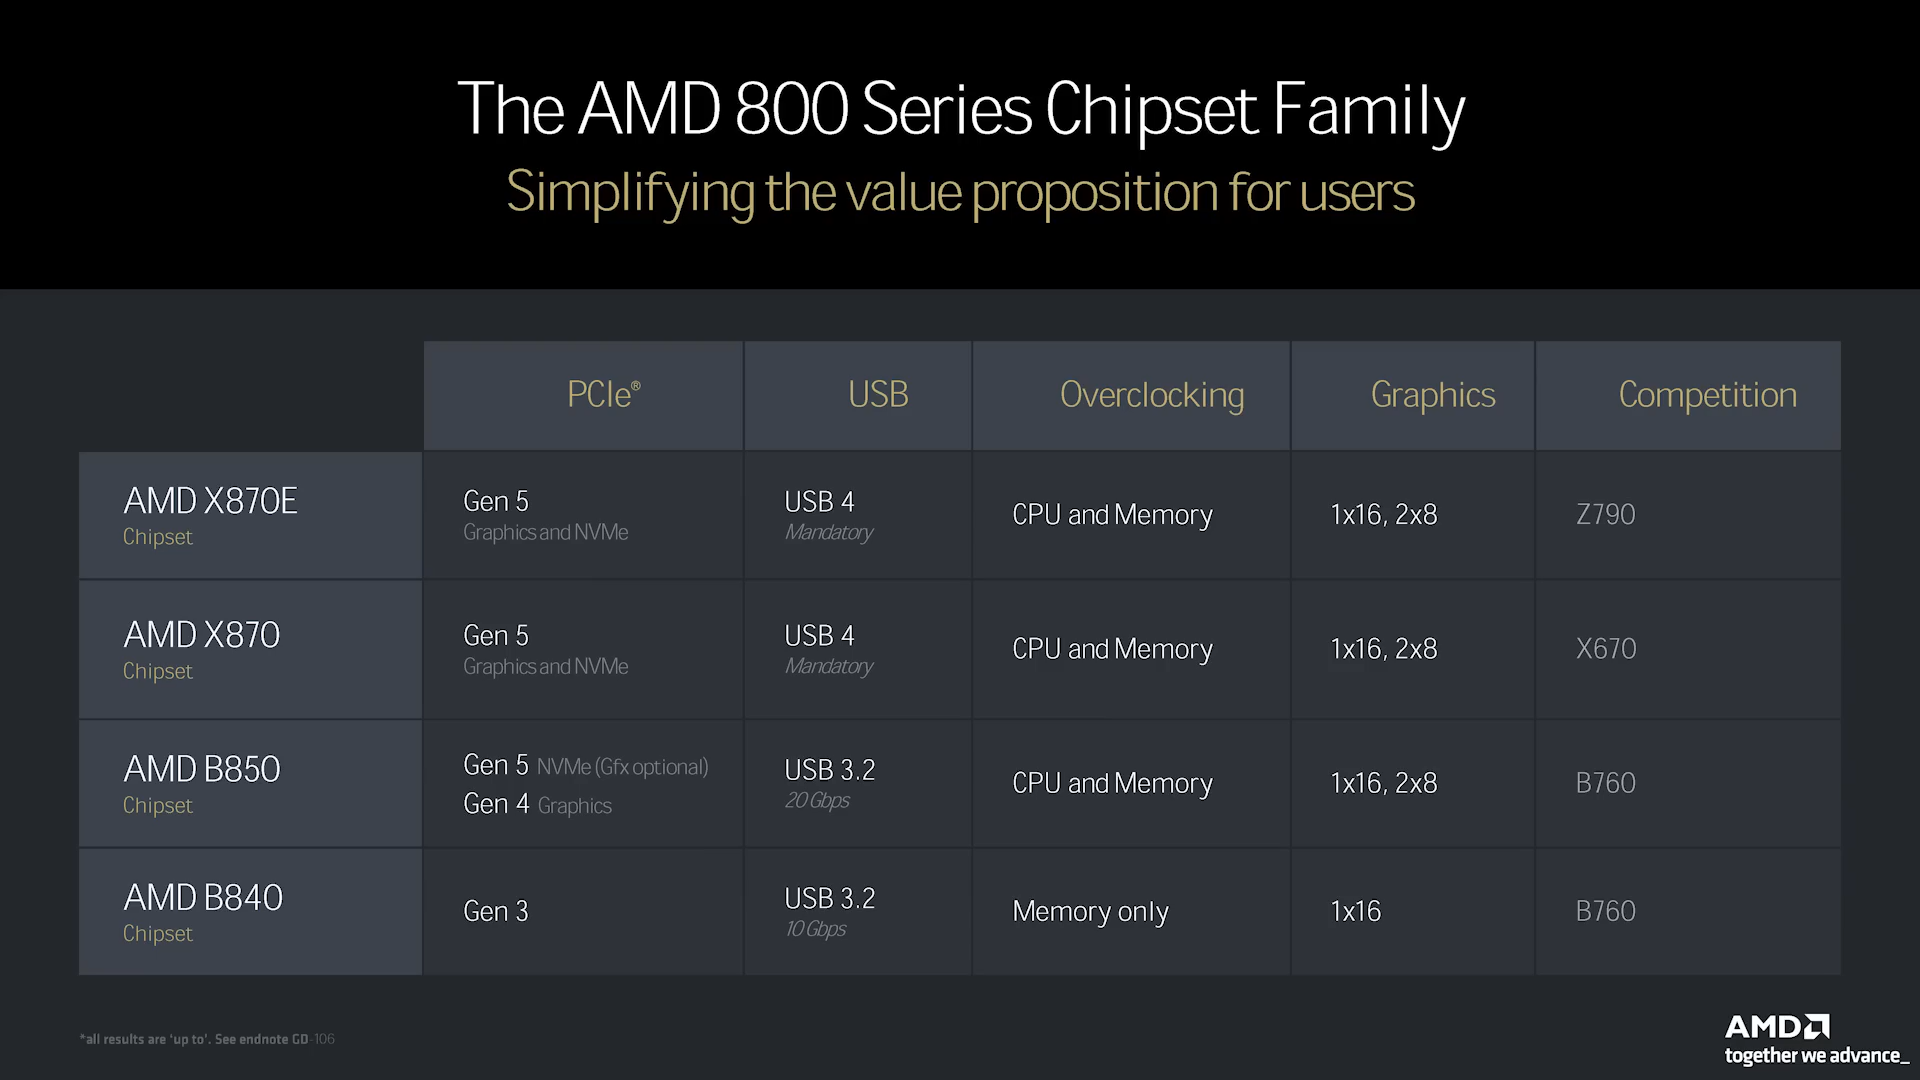 The AMD 800 Series Chipset Family
Simplifying the value proposition for users
PCIe® USB Overclocking Graphics Competition
AMD X870E
Chipset
Gen 5
Graphics and NVMe
USB 4
Mandatory
CPU and Memory
1x16, 2x8
Z790
AMD X870
Chipset
Gen 5
Graphics and NVMe
USB 4
Mandatory
CPU and Memory
1x16, 2x8
X670
AMD B850
Chipset
Gen 5 NVMe (Gfx optional)
Gen 4 Graphics
USB 3.2
20 Gbps
CPU and Memory
1x16, 2x8
B760
AMD B840
Chipset
Gen 3
USB 3.2
10 Gbps
Memory only
1x16
B760
*all results are 'up to'. See endnote GD-106
AMD
together we advance_